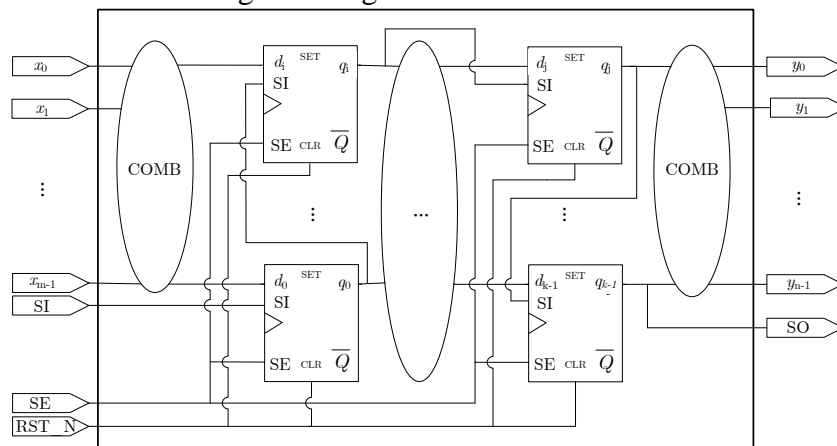 x₀
x₁
⋮
xₘ₋₁
SI
SE
RST_N
COMB
dᵢ SET qᵢ
SI
SE CLR Q̅
⋮
d₀ SET q₀
SI
SE CLR Q̅
...
dⱼ SET qⱼ
SI
SE CLR Q̅
⋮
dₖ₋₁ SET qₖ₋₁
SI
SE CLR Q̅
COMB
y₀
y₁
⋮
yₙ₋₁
SO